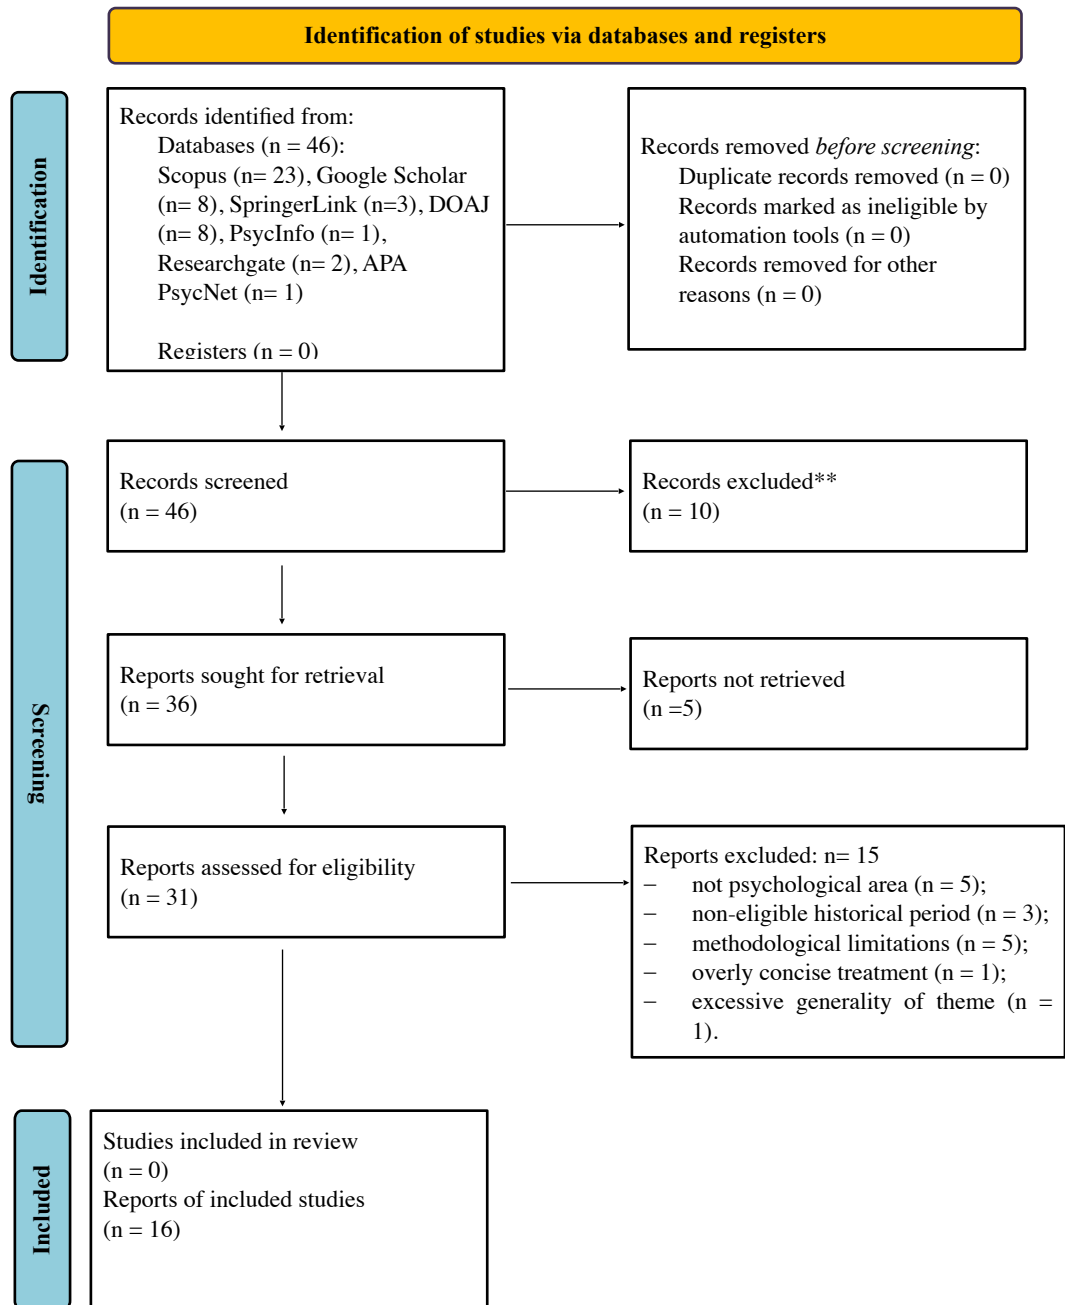 Identification of studies via databases and registers
Identification
Records identified from:
Databases (n = 46):
Scopus (n= 23), Google Scholar
(n= 8), SpringerLink (n=3), DOAJ
(n= 8), PsycInfo (n= 1),
Researchgate (n= 2), APA
PsycNet (n= 1)
Registers (n = 0)
Records removed before screening:
Duplicate records removed (n = 0)
Records marked as ineligible by
automation tools (n = 0)
Records removed for other
reasons (n = 0)
Screening
Records screened
(n = 46)
Records excluded**
(n = 10)
Reports sought for retrieval
(n = 36)
Reports not retrieved
(n =5)
Reports assessed for eligibility
(n = 31)
Reports excluded: n= 15
– not psychological area (n = 5);
– non-eligible historical period (n = 3);
– methodological limitations (n = 5);
– overly concise treatment (n = 1);
– excessive generality of theme (n =
1).
Included
Studies included in review
(n = 0)
Reports of included studies
(n = 16)